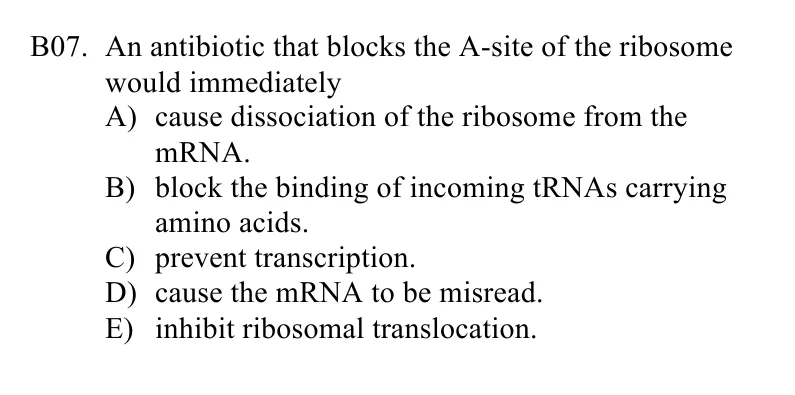 B07. An antibiotic that blocks the A-site of the ribosome
would immediately
A) cause dissociation of the ribosome from the
mRNA.
B) block the binding of incoming tRNAs carrying
amino acids.
C) prevent transcription.
D) cause the mRNA to be misread.
E) inhibit ribosomal translocation.